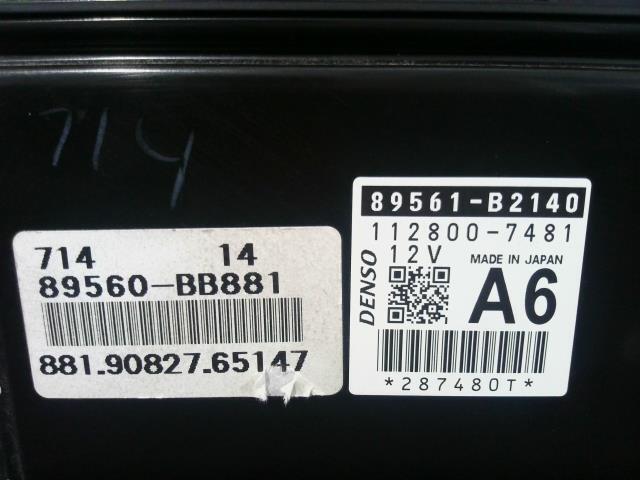 714
714 14
89560-BB881
881.90827.65147
89561-B2140
112800-7481
DENSO
12V MADE IN JAPAN
A6
*287480T*